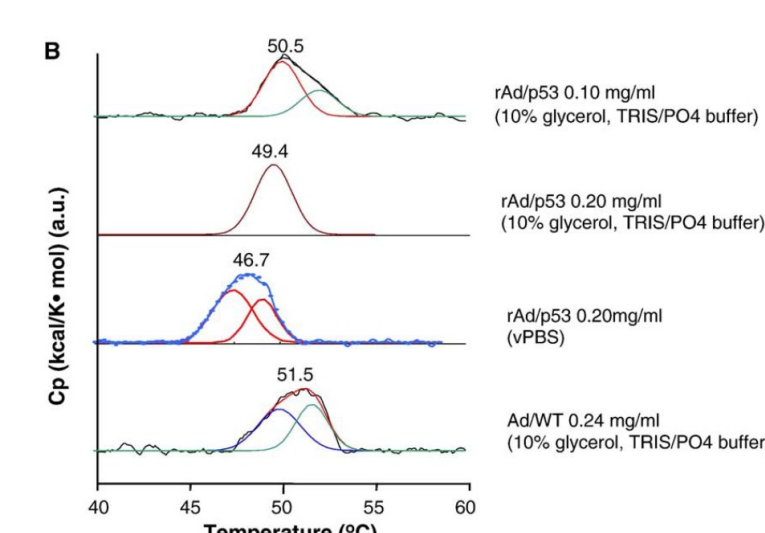 B
50.5
rAd/p53 0.10 mg/ml
(10% glycerol, TRIS/PO4 buffer)
49.4
rAd/p53 0.20 mg/ml
(10% glycerol, TRIS/PO4 buffer)
46.7
rAd/p53 0.20mg/ml
(vPBS)
51.5
Ad/WT 0.24 mg/ml
(10% glycerol, TRIS/PO4 buffer
Cp (kcal/K• mol) (a.u.)
40 45 50 55 60
Temperature (ºC)